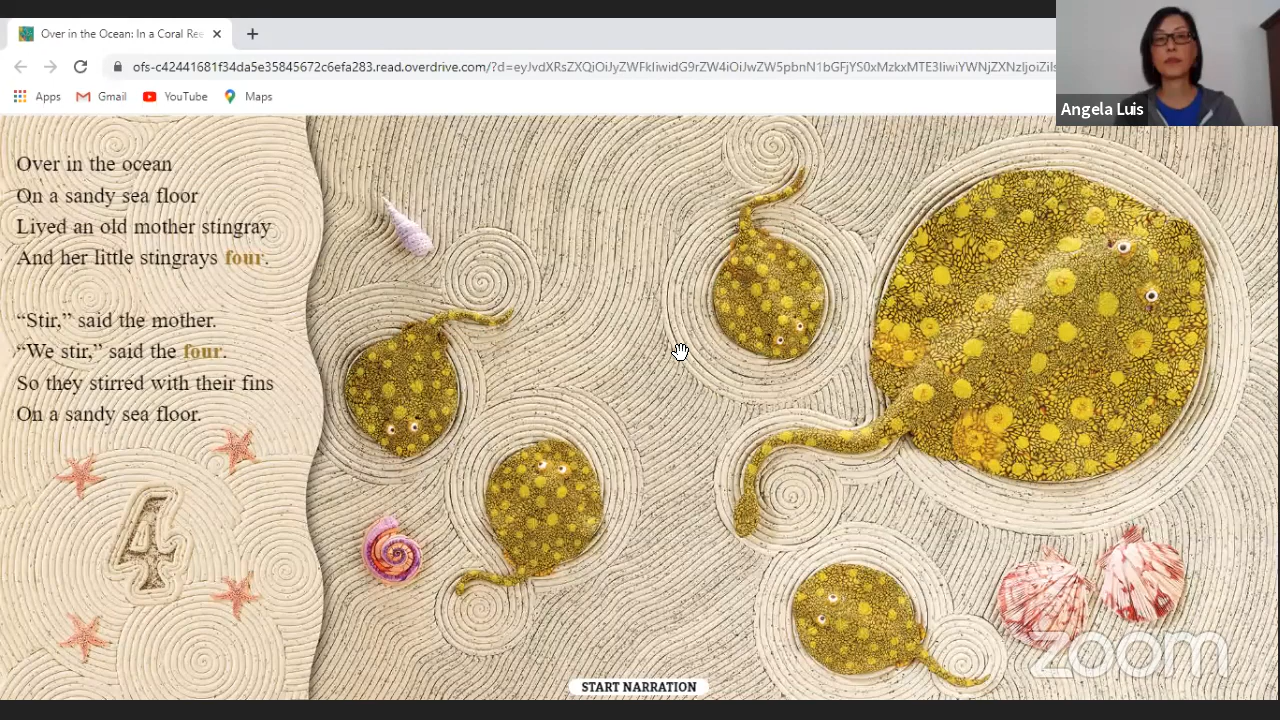 Over in the Ocean: In a Coral Ree
ofs-c42441681f34da5e35845672c6efa283.read.overdrive.com/?d=
Apps Gmail YouTube Maps
Angela Luis
Over in the ocean
On a sandy sea floor
Lived an old mother stingray
And her little stingrays four.
“Stir,” said the mother.
“We stir,” said the four.
So they stirred with their fins
On a sandy sea floor.
4
START NARRATION
zoom